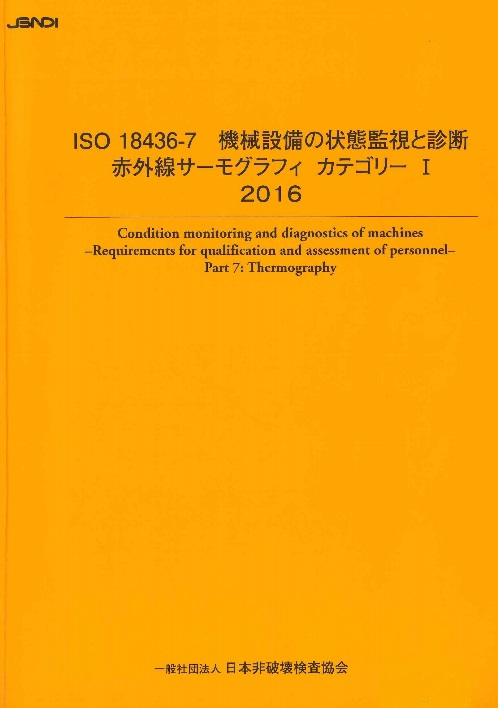 JSNDI
ISO 18436-7 機械設備の状態監視と診断
赤外線サーモグラフィ カテゴリー Ⅰ
2016
Condition monitoring and diagnostics of machines
–Requirements for qualification and assessment of personnel–
Part 7: Thermography
一般社団法人 日本非破壊検査協会